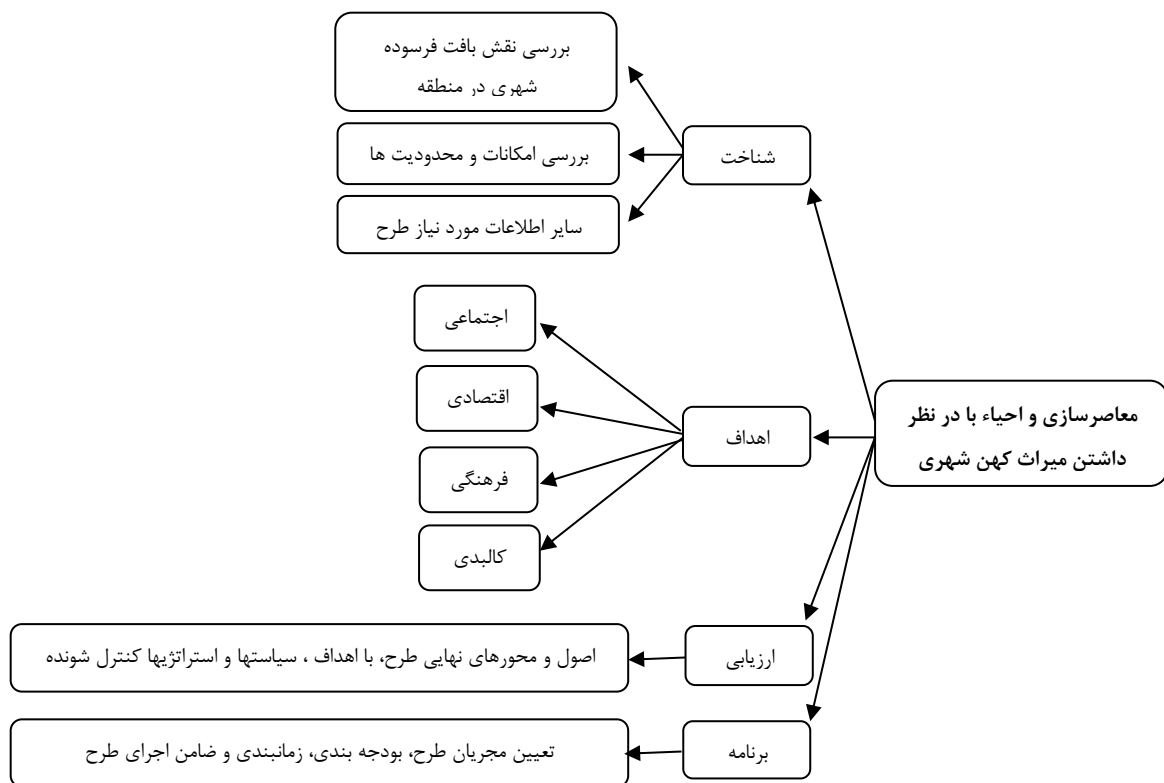 معاصرسازی و احیاء با در نظر
داشتن میراث کهن شهری
شناخت
بررسی نقش بافت فرسوده
شهری در منطقه
بررسی امکانات و محدودیت ها
سایر اطلاعات مورد نیاز طرح
اهداف
اجتماعی
اقتصادی
فرهنگی
کالبدی
ارزیابی
اصول و محورهای نهایی طرح، با اهداف ، سیاستها و استراتژیها کنترل شونده
برنامه
تعیین مجریان طرح، بودجه بندی، زمانبندی و ضامن اجرای طرح